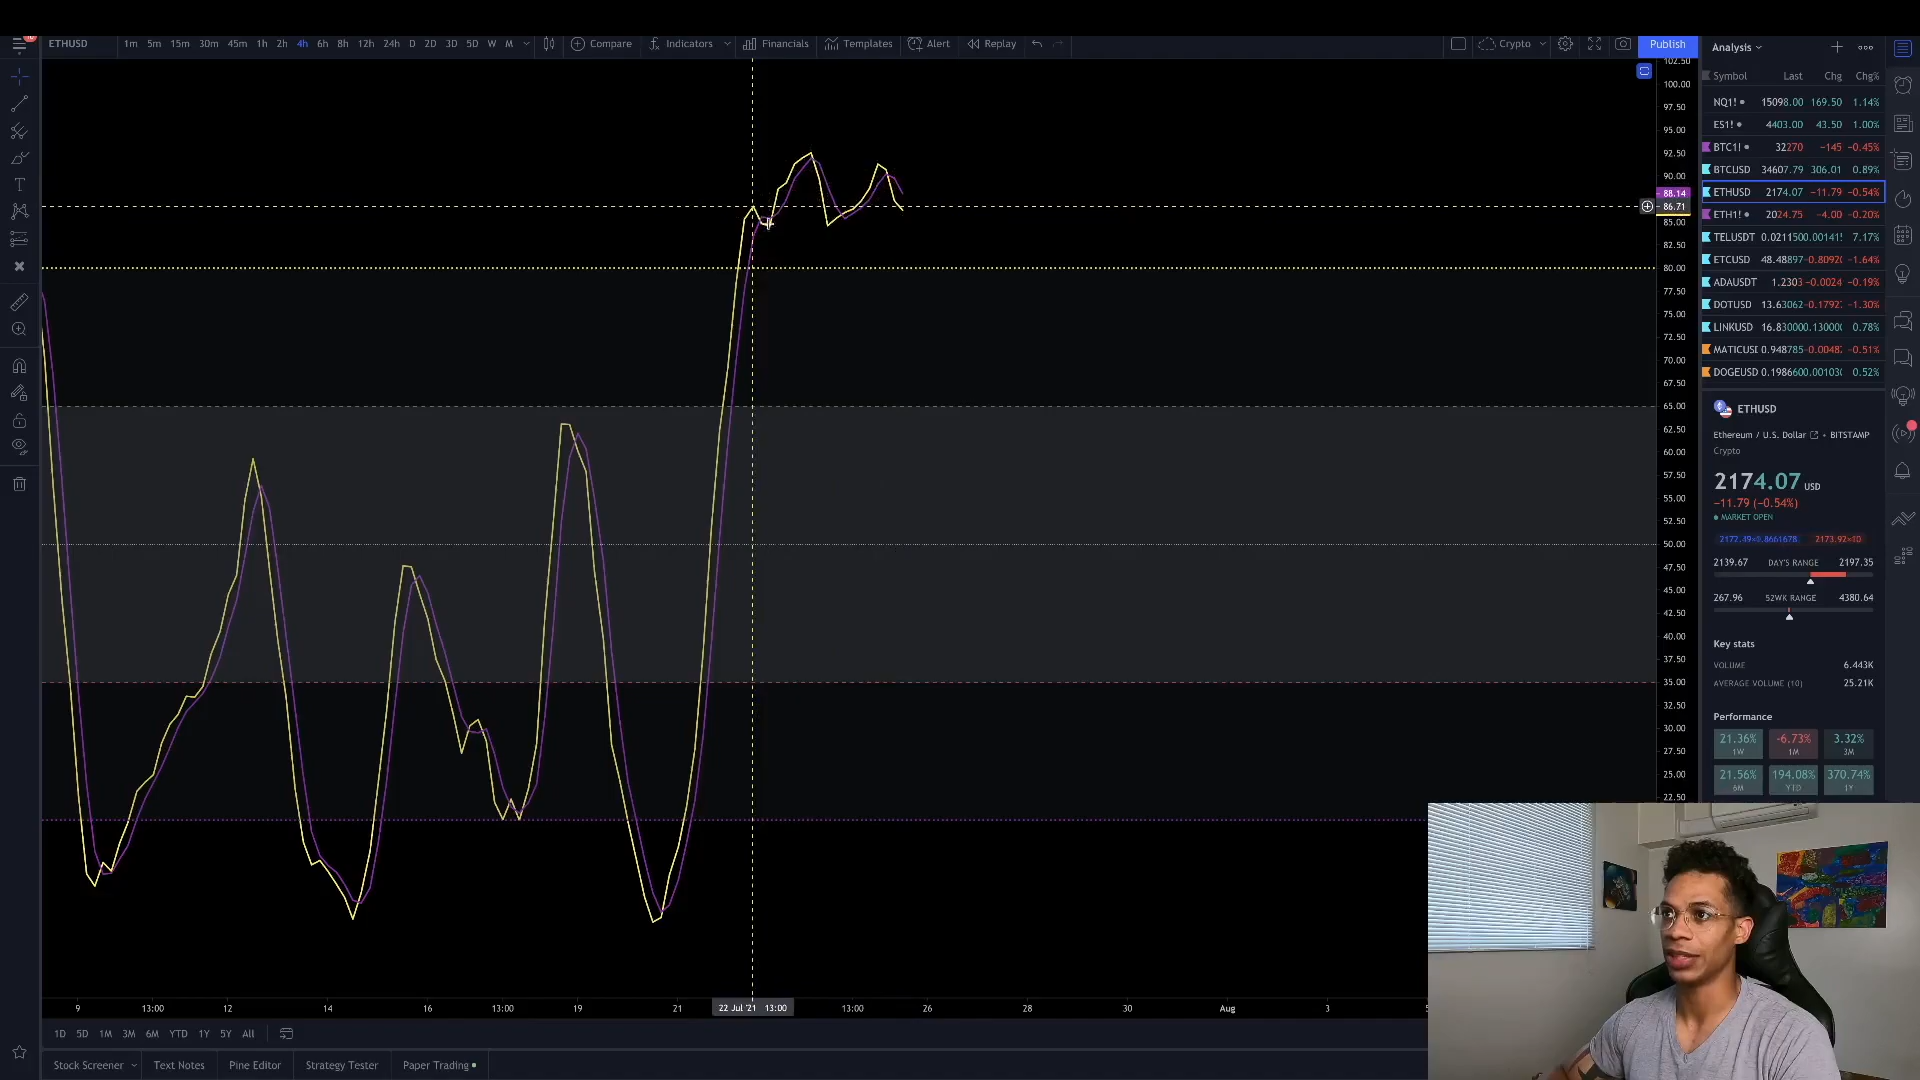 ETHUSD 1m 5m 15m 30m 45m 1h 2h 4h 6h 8h 12h 24h D 2D 3D 5D W M Compare Indicators Financials Templates Alert Replay Crypto Publish
Analysis
Symbol Last Chg Chg%
NQ1! 15098.00 169.50 1.14%
ES1! 4403.00 43.50 1.00%
BTC1! 32270 −145 −0.45%
BTCUSD 34607.79 306.01 0.89%
ETHUSD 2174.07 −11.79 −0.54%
ETH1! 2024.75 −4.00 −0.20%
TELUSDT 7.17%
ETCUSD 48.48897 −1.64%
ADAUSDT 1.2303 −0.0024 −0.19%
DOTUSD 13.63062 −1.30%
LINKUSD 0.78%
MATICUSD 0.948785 −0.51%
DOGEUSD 0.52%
ETHUSD
Ethereum / U.S. Dollar • BITSTAMP
Crypto
2174.07 USD
−11.79 (−0.54%)
MARKET OPEN
2139.67 DAY'S RANGE 2197.35
267.96 52WK RANGE 4380.64
Key stats
VOLUME 6.443K
AVERAGE VOLUME (10) 25.21K
Performance
21.36% -6.73% 3.32%
1W 1M 3M
21.56% 194.08% 370.74%
6M YTD 1Y
102.50
100.00
97.50
95.00
92.50
90.00
88.14
86.71
85.00
82.50
80.00
77.50
75.00
72.50
70.00
67.50
65.00
62.50
60.00
57.50
55.00
52.50
50.00
47.50
45.00
42.50
40.00
37.50
35.00
32.50
30.00
27.50
25.00
22.50
9 13:00 12 14 16 13:00 19 21 22 Jul '21 13:00 13:00 26 28 30 Aug 3
1D 5D 1M 3M 6M YTD 1Y 5Y All
Stock Screener Text Notes Pine Editor Strategy Tester Paper Trading